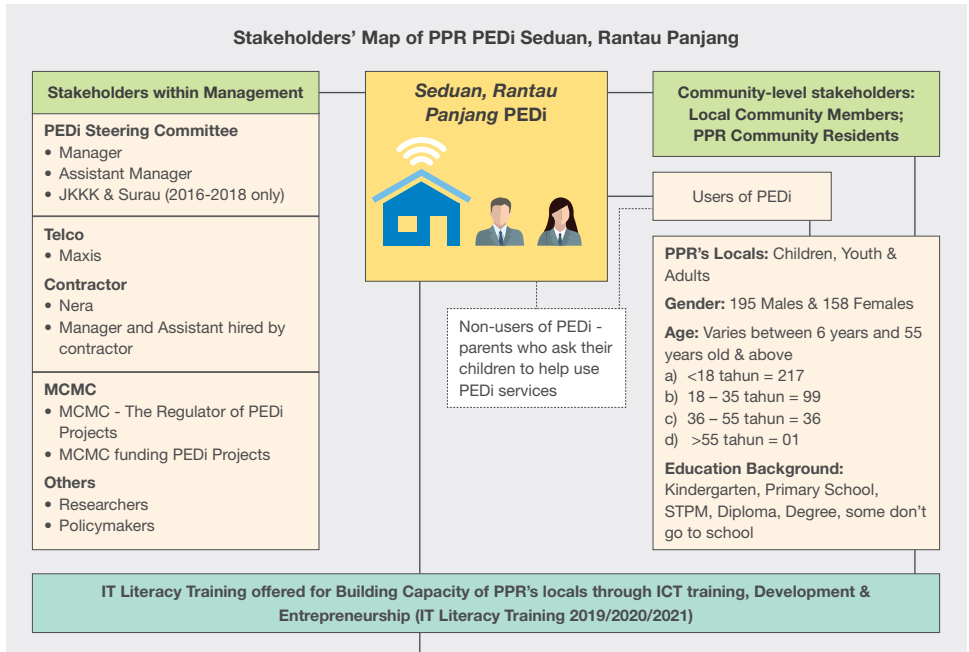 Stakeholders' Map of PPR PEDi Seduan, Rantau Panjang
Stakeholders within Management
PEDi Steering Committee
• Manager
• Assistant Manager
• JKKK & Surau (2016-2018 only)
Telco
• Maxis
Contractor
• Nera
• Manager and Assistant hired by
contractor
MCMC
• MCMC - The Regulator of PEDi
Projects
• MCMC funding PEDi Projects
Others
• Researchers
• Policymakers
Seduan, Rantau
Panjang PEDi
Non-users of PEDi -
parents who ask their
children to help use
PEDi services
Community-level stakeholders:
Local Community Members;
PPR Community Residents
Users of PEDi
PPR's Locals: Children, Youth &
Adults
Gender: 195 Males & 158 Females
Age: Varies between 6 years and 55
years old & above
a) <18 tahun = 217
b) 18 – 35 tahun = 99
c) 36 – 55 tahun = 36
d) >55 tahun = 01
Education Background:
Kindergarten, Primary School,
STPM, Diploma, Degree, some don't
go to school
IT Literacy Training offered for Building Capacity of PPR's locals through ICT training, Development &
Entrepreneurship (IT Literacy Training 2019/2020/2021)